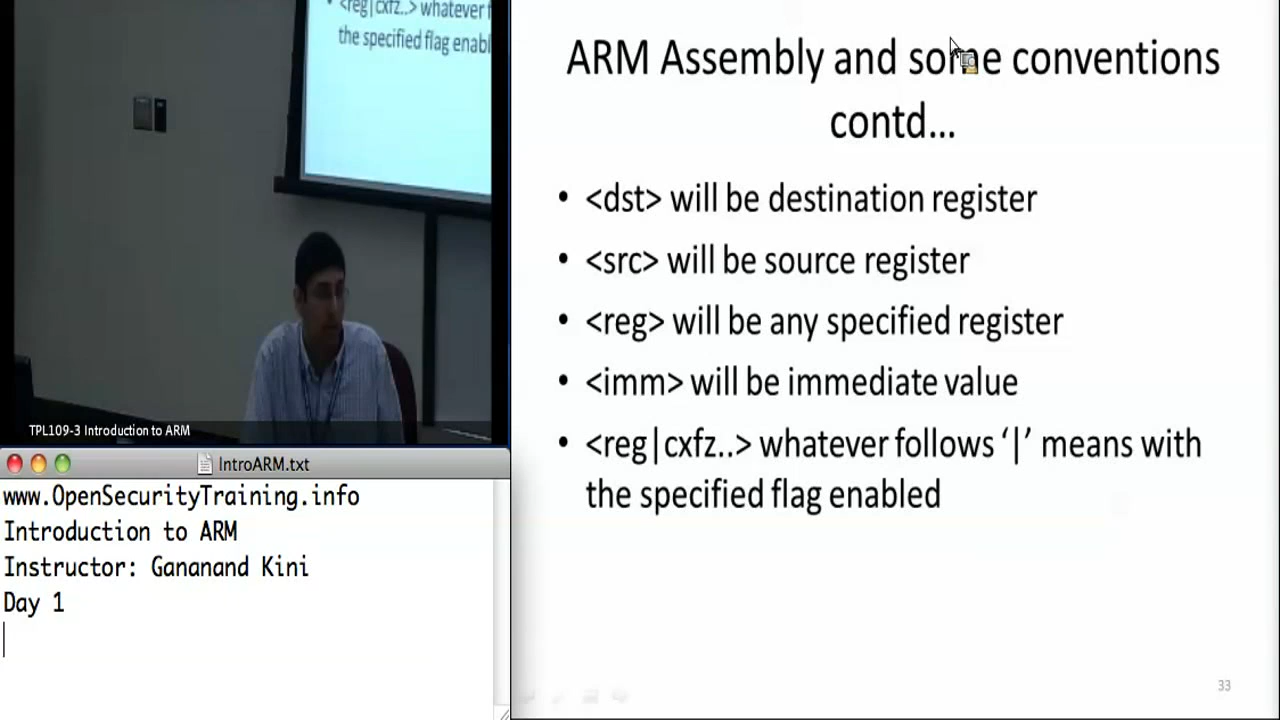 <reg|cxfz..> whatever f
the specified flag enabl
TPL109-3 Introduction to ARM
IntroARM.txt
www.OpenSecurityTraining.info
Introduction to ARM
Instructor: Gananand Kini
Day 1
ARM Assembly and some conventions
contd...
• <dst> will be destination register
• <src> will be source register
• <reg> will be any specified register
• <imm> will be immediate value
• <reg|cxfz..> whatever follows ‘|’ means with
the specified flag enabled
33